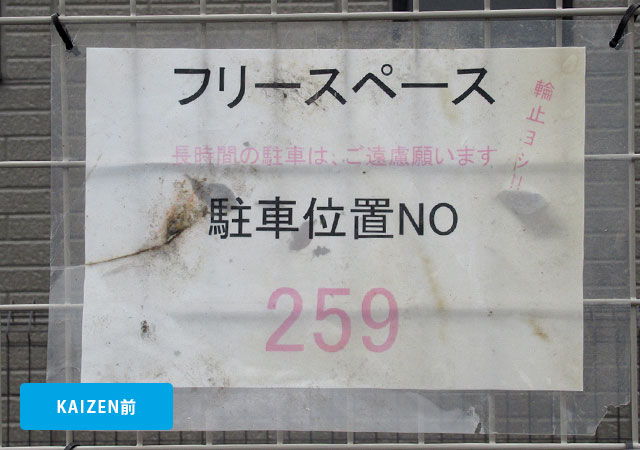 フリースペース
輪止ヨシ!!
長時間の駐車は、ご遠慮願います
駐車位置NO
259
KAIZEN前